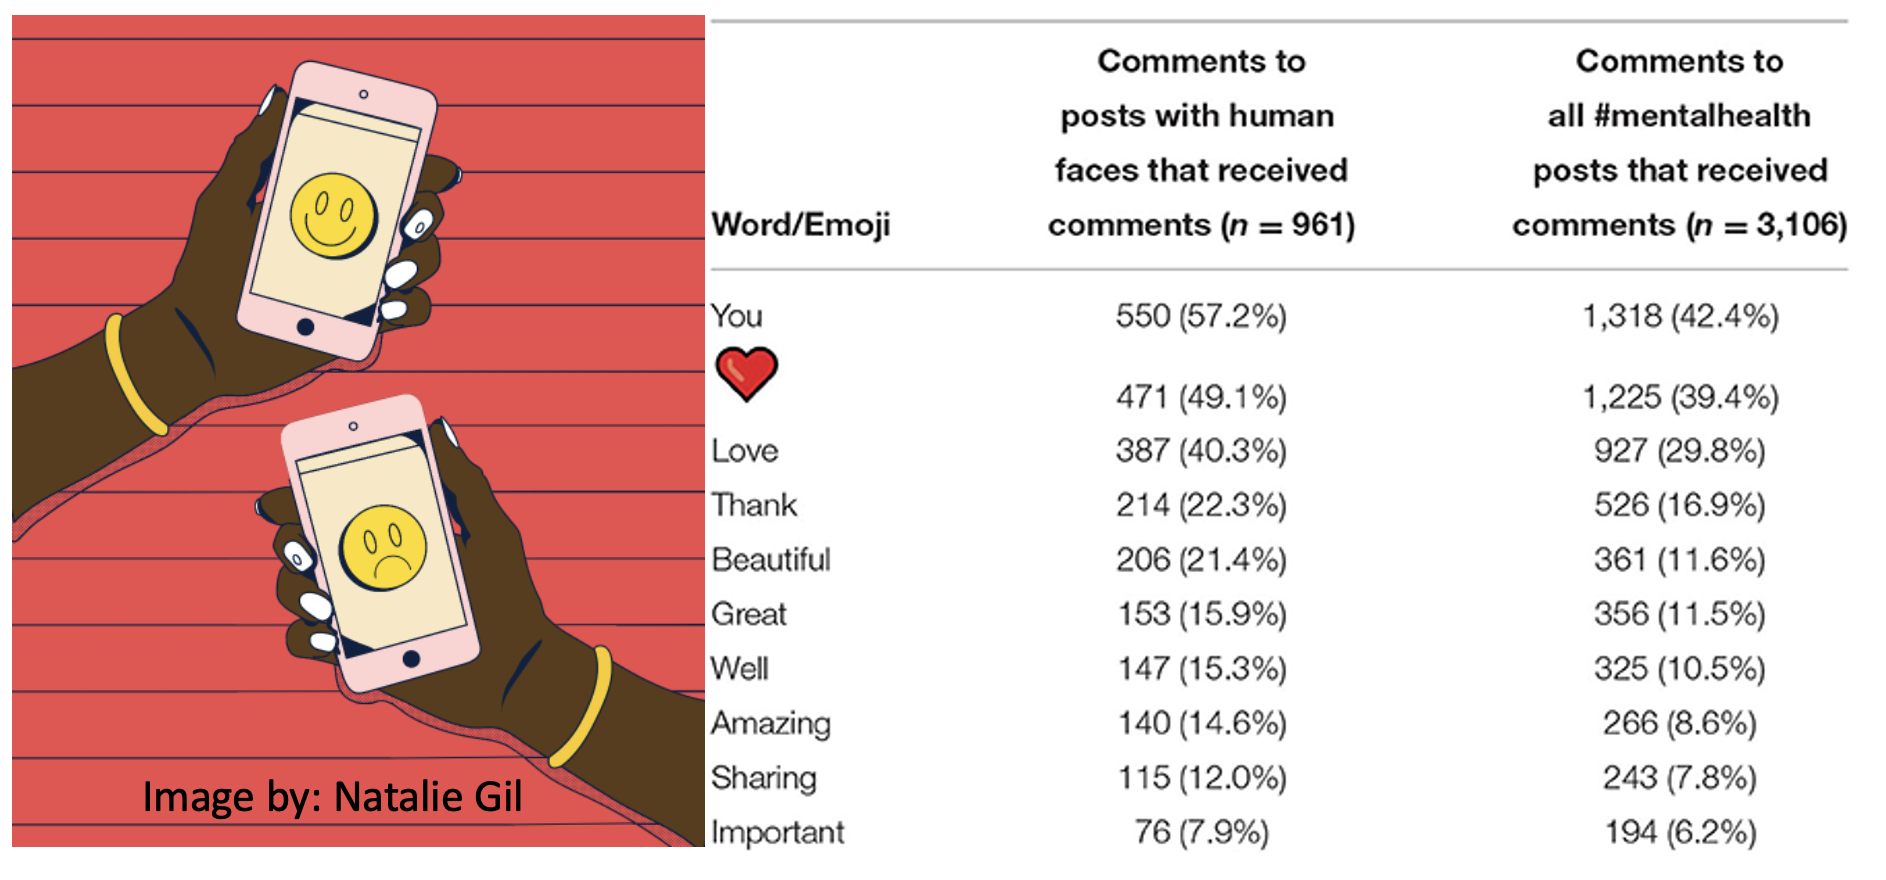 Image by: Natalie Gil
Word/Emoji Comments to posts with human faces that received comments (n = 961) Comments to all #mentalhealth posts that received comments (n = 3,106)
You 550 (57.2%) 1,318 (42.4%)
❤️ 471 (49.1%) 1,225 (39.4%)
Love 387 (40.3%) 927 (29.8%)
Thank 214 (22.3%) 526 (16.9%)
Beautiful 206 (21.4%) 361 (11.6%)
Great 153 (15.9%) 356 (11.5%)
Well 147 (15.3%) 325 (10.5%)
Amazing 140 (14.6%) 266 (8.6%)
Sharing 115 (12.0%) 243 (7.8%)
Important 76 (7.9%) 194 (6.2%)